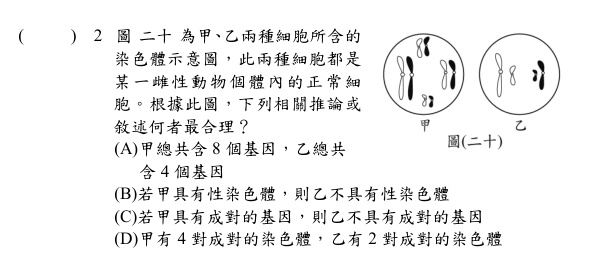 (　　) 2 圖 二十 為甲、乙兩種細胞所含的
染色體示意圖，此兩種細胞都是
某一雌性動物個體內的正常細
胞。根據此圖，下列相關推論或
敘述何者最合理？
(A)甲總共含 8 個基因，乙總共
含 4 個基因
(B)若甲具有性染色體，則乙不具有性染色體
(C)若甲具有成對的基因，則乙不具有成對的基因
(D)甲有 4 對成對的染色體，乙有 2 對成對的染色體
甲
乙
圖(二十)